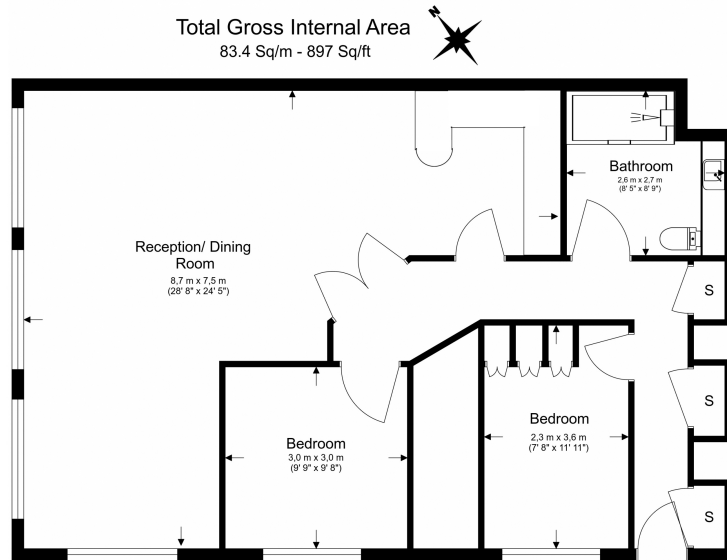 N
Total Gross Internal Area
83.4 Sq/m - 897 Sq/ft
Bathroom
2,6 m x 2,7 m
(8' 5" x 8' 9")
Reception/ Dining
Room
8,7 m x 7,5 m
(28' 8" x 24' 5")
S
S
Bedroom
2,3 m x 3,6 m
(7' 8" x 11' 11")
Bedroom
3,0 m x 3,0 m
(9' 9" x 9' 8")
S